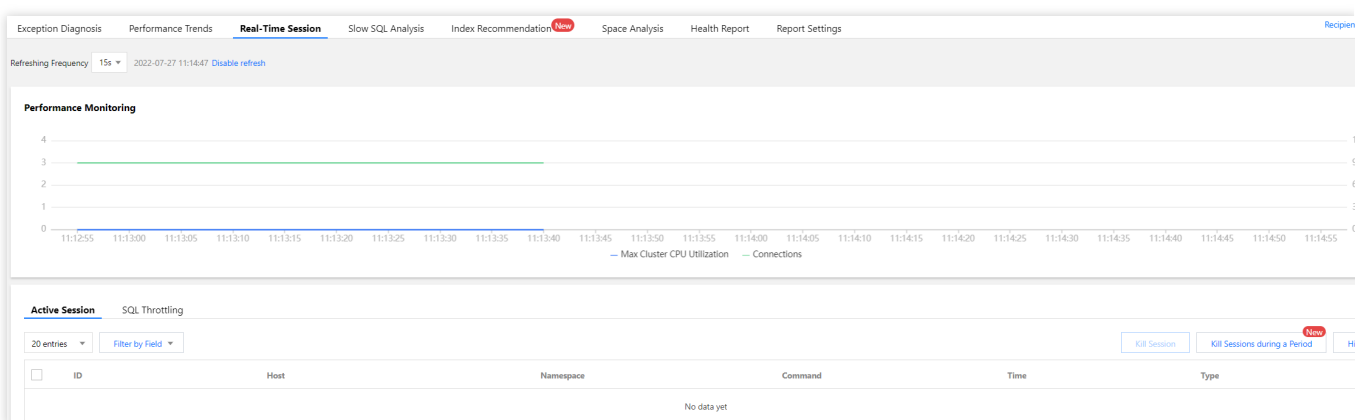 Exception Diagnosis Performance Trends Real-Time Session Slow SQL Analysis Index Recommendation New Space Analysis Health Report Report Settings Recipien
Refreshing Frequency 15s 2022-07-27 11:14:47 Disable refresh
Performance Monitoring
4 1
3 9
2 6
1 3
0 0
11:12:55 11:13:00 11:13:05 11:13:10 11:13:15 11:13:20 11:13:25 11:13:30 11:13:35 11:13:40 11:13:45 11:13:50 11:13:55 11:14:00 11:14:05 11:14:10 11:14:15 11:14:20 11:14:25 11:14:30 11:14:35 11:14:40 11:14:45 11:14:50 11:14:55
Max Cluster CPU Utilization Connections
Active Session SQL Throttling
20 entries Filter by Field Kill Session Kill Sessions during a Period New Hi
ID Host Namespace Command Time Type
No data yet